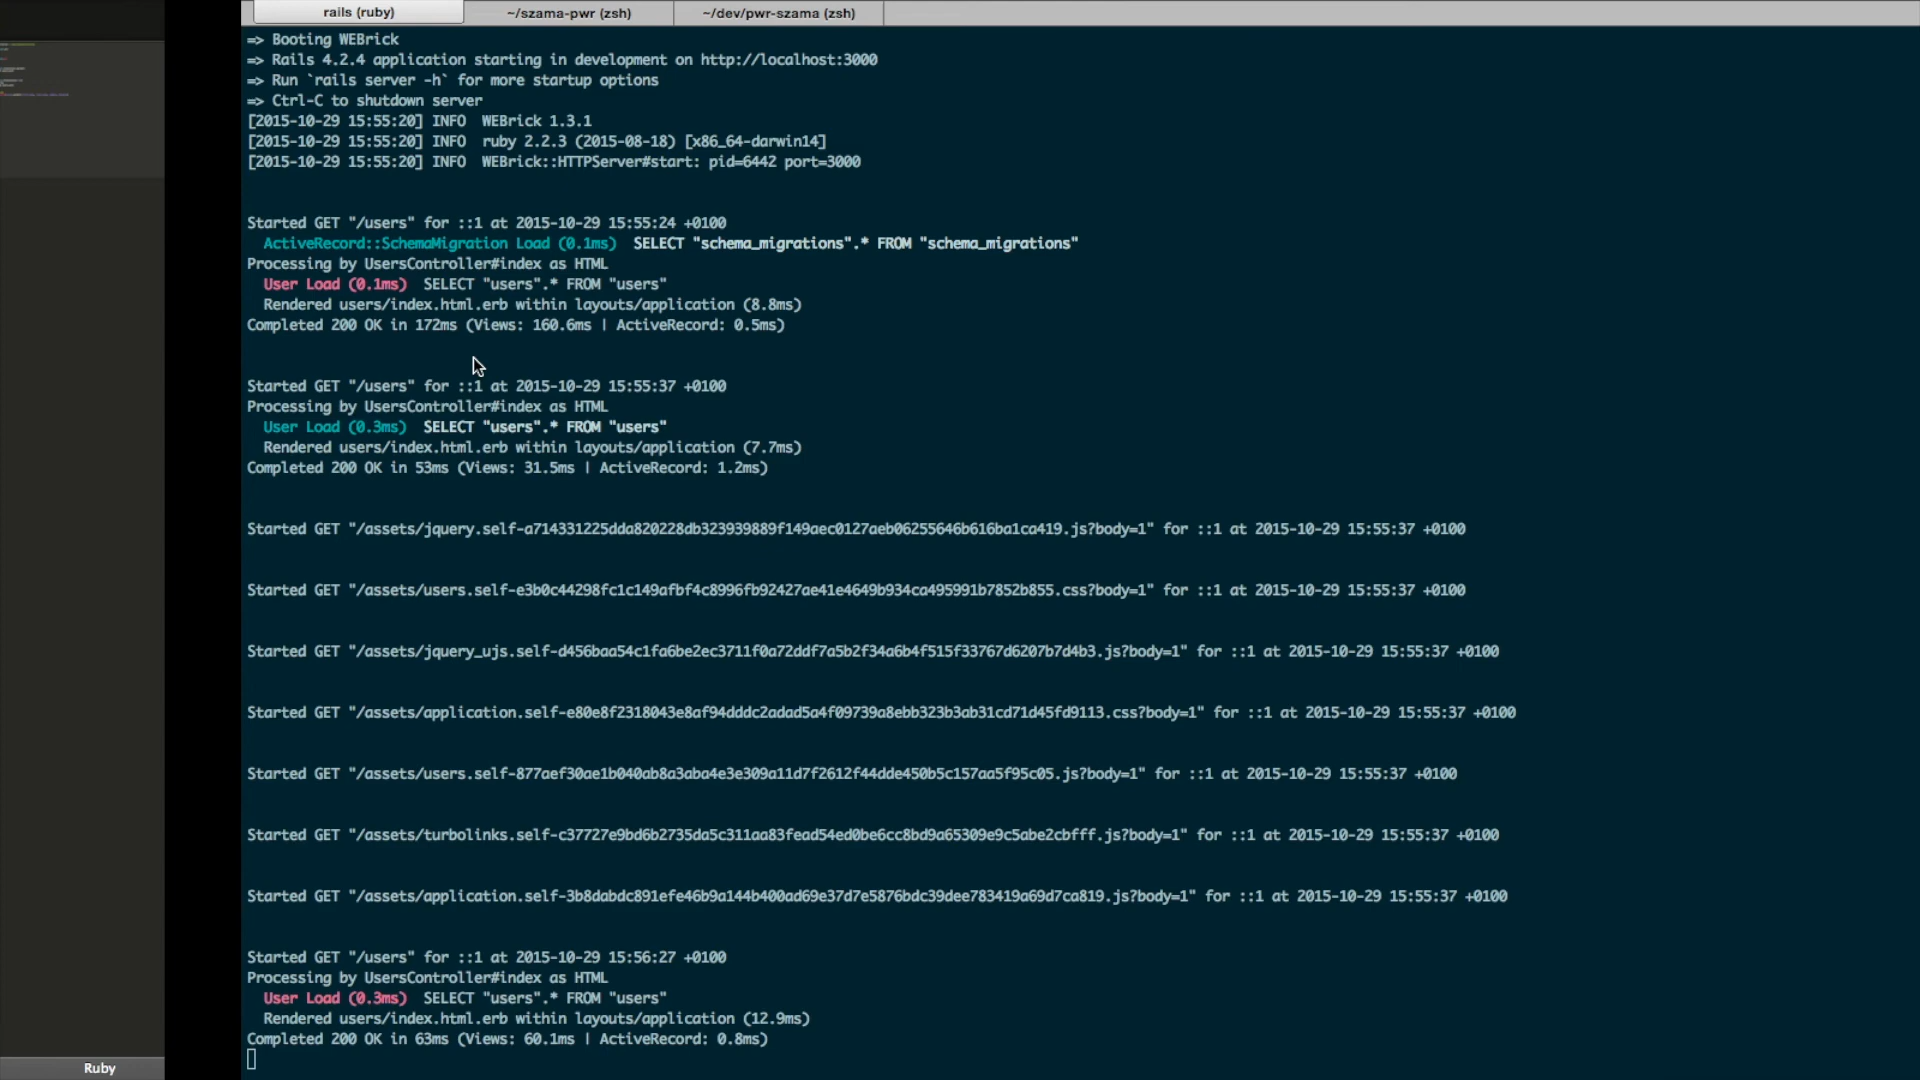 rails (ruby)
~/szama-pwr (zsh)
~/dev/pwr-szama (zsh)
=> Booting WEBrick
=> Rails 4.2.4 application starting in development on http://localhost:3000
=> Run `rails server -h` for more startup options
=> Ctrl-C to shutdown server
[2015-10-29 15:55:20] INFO  WEBrick 1.3.1
[2015-10-29 15:55:20] INFO  ruby 2.2.3 (2015-08-18) [x86_64-darwin14]
[2015-10-29 15:55:20] INFO  WEBrick::HTTPServer#start: pid=6442 port=3000
Started GET "/users" for ::1 at 2015-10-29 15:55:24 +0100
ActiveRecord::SchemaMigration Load (0.1ms)  SELECT "schema_migrations".* FROM "schema_migrations"
Processing by UsersController#index as HTML
User Load (0.1ms)  SELECT "users".* FROM "users"
Rendered users/index.html.erb within layouts/application (8.8ms)
Completed 200 OK in 172ms (Views: 160.6ms | ActiveRecord: 0.5ms)
Started GET "/users" for ::1 at 2015-10-29 15:55:37 +0100
Processing by UsersController#index as HTML
User Load (0.3ms)  SELECT "users".* FROM "users"
Rendered users/index.html.erb within layouts/application (7.7ms)
Completed 200 OK in 53ms (Views: 31.5ms | ActiveRecord: 1.2ms)
Started GET "/assets/jquery.self-a714331225dda820228db323939889f149aec0127aeb06255646b616ba1ca419.js?body=1" for ::1 at 2015-10-29 15:55:37 +0100
Started GET "/assets/users.self-e3b0c44298fc1c149afbf4c8996fb92427ae41e4649b934ca495991b7852b855.css?body=1" for ::1 at 2015-10-29 15:55:37 +0100
Started GET "/assets/jquery_ujs.self-d456baa54c1fa6be2ec3711f0a72ddf7a5b2f34a6b4f515f33767d6207b7d4b3.js?body=1" for ::1 at 2015-10-29 15:55:37 +0100
Started GET "/assets/application.self-e80e8f2318043e8af94dddc2adad5a4f09739a8ebb323b3ab31cd71d45fd9113.css?body=1" for ::1 at 2015-10-29 15:55:37 +0100
Started GET "/assets/users.self-877aef30ae1b040ab8a3aba4e3e309a11d7f2612f44dde450b5c157aa5f95c05.js?body=1" for ::1 at 2015-10-29 15:55:37 +0100
Started GET "/assets/turbolinks.self-c37727e9bd6b2735da5c311aa83fead54ed0be6cc8bd9a65309e9c5abe2cbfff.js?body=1" for ::1 at 2015-10-29 15:55:37 +0100
Started GET "/assets/application.self-3b8dabdc891efe46b9a144b400ad69e37d7e5876bdc39dee783419a69d7ca819.js?body=1" for ::1 at 2015-10-29 15:55:37 +0100
Started GET "/users" for ::1 at 2015-10-29 15:56:27 +0100
Processing by UsersController#index as HTML
User Load (0.3ms)  SELECT "users".* FROM "users"
Rendered users/index.html.erb within layouts/application (12.9ms)
Completed 200 OK in 63ms (Views: 60.1ms | ActiveRecord: 0.8ms)
Ruby